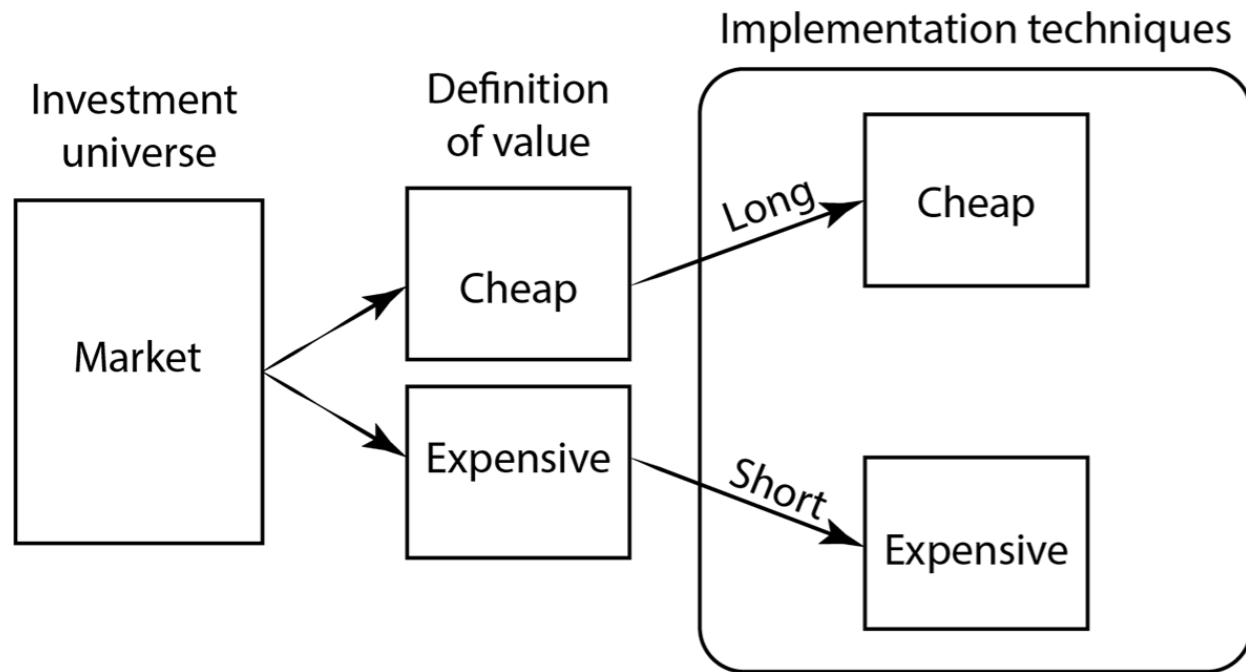 Implementation techniques
Investment
universe
Definition
of value
Market
Cheap
Expensive
Long
Short
Cheap
Expensive